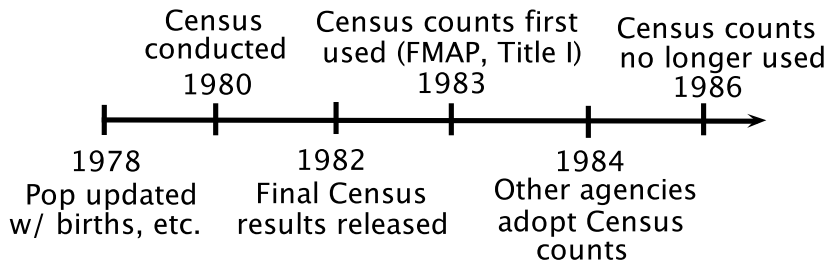 Census
conducted
1980
Census counts first
used (FMAP, Title I)
1983
Census counts
no longer used
1986
1978
Pop updated
w/ births, etc.
1982
Final Census
results released
1984
Other agencies
adopt Census
counts